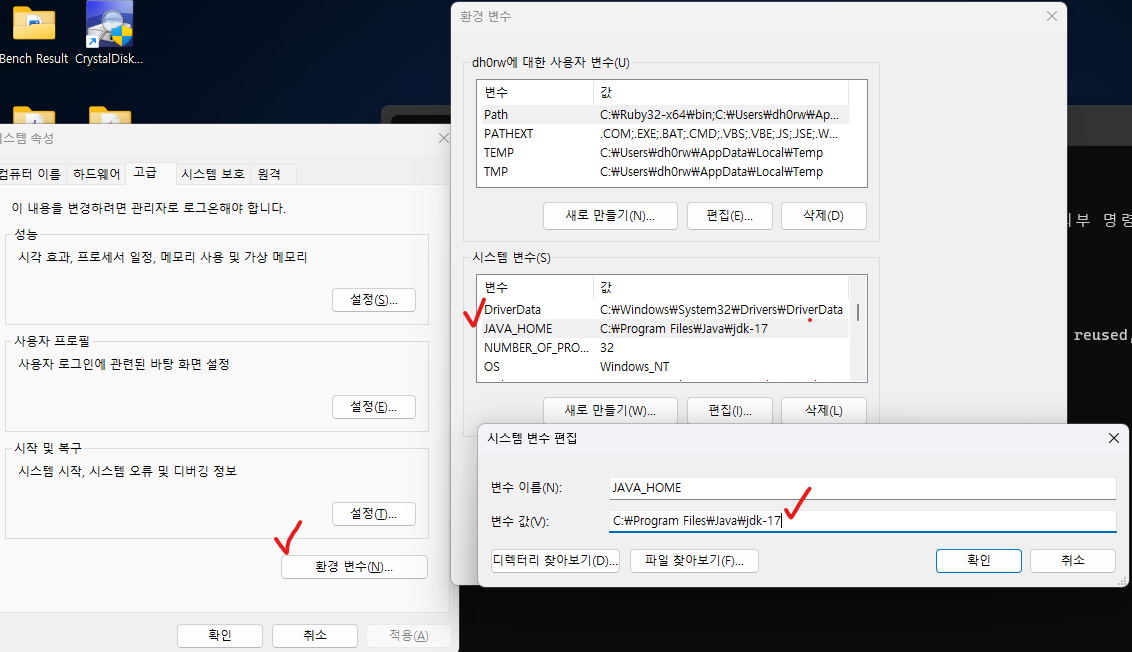 Bench Result
CrystalDisk...
시스템 속성
컴퓨터 이름
하드웨어
고급
시스템 보호
원격
이 내용을 변경하려면 관리자로 로그온해야 합니다.
성능
시각 효과, 프로세서 일정, 메모리 사용 및 가상 메모리
설정(S)...
사용자 프로필
사용자 로그인에 관련된 바탕 화면 설정
설정(E)...
시작 및 복구
시스템 시작, 시스템 오류 및 디버깅 정보
설정(T)...
환경 변수(N)...
확인
취소
적용(A)
환경 변수
dh0rw에 대한 사용자 변수(U)
변수 값
Path C:₩Ruby32-x64₩bin;C:₩Users₩dh0rw₩Ap...
PATHEXT .COM;.EXE;.BAT;.CMD;.VBS;.VBE;.JS;.JSE;.W...
TEMP C:₩Users₩dh0rw₩AppData₩Local₩Temp
TMP C:₩Users₩dh0rw₩AppData₩Local₩Temp
새로 만들기(N)...
편집(E)...
삭제(D)
시스템 변수(S)
변수 값
DriverData C:₩Windows₩System32₩Drivers₩DriverData
JAVA_HOME C:₩Program Files₩Java₩jdk-17
NUMBER_OF_PRO... 32
OS Windows_NT
새로 만들기(W)...
편집(I)...
삭제(L)
시스템 변수 편집
변수 이름(N): JAVA_HOME
변수 값(V): C:₩Program Files₩Java₩jdk-17
디렉터리 찾아보기(D)...
파일 찾아보기(F)...
확인
취소
reused,